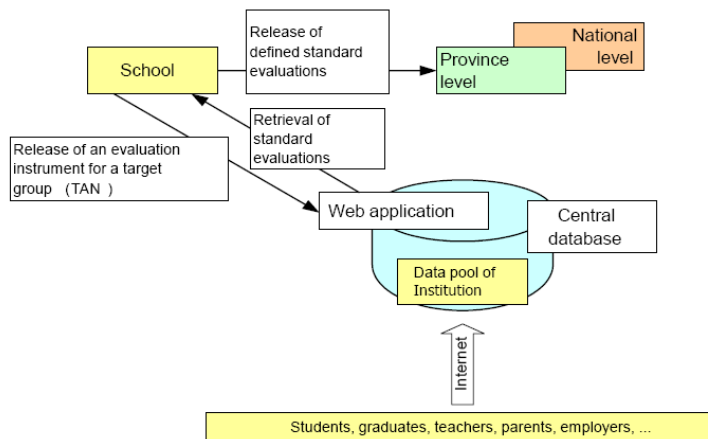 Release of
defined standard
evaluations
National
level
School
Province
level
Retrieval of
standard
evaluations
Release of an evaluation
instrument for a target
group （TAN ）
Web application
Central
database
Data pool of
Institution
Internet
Students, graduates, teachers, parents, employers, ...